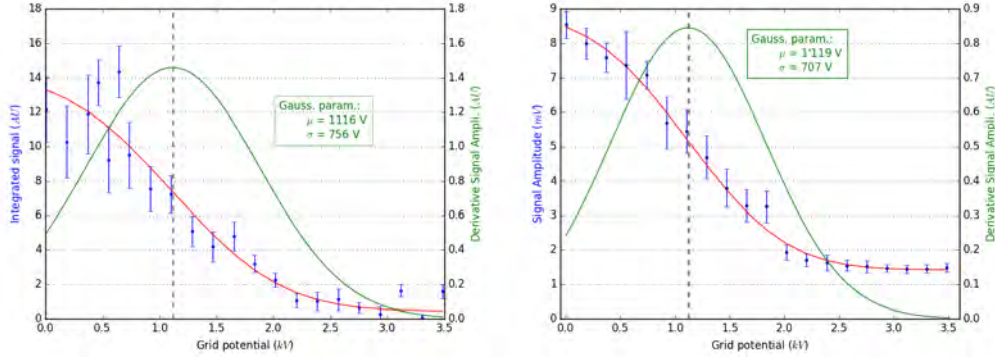 18
16
14
12
10
8
6
4
2
0
Integrated signal (AU)
1.8
1.6
1.4
1.2
1.0
0.8
0.6
0.4
0.2
0.0
Derivative Signal Ampli. (AU)
Gauss. param.:
μ = 1116 V
σ = 756 V
0.0 0.5 1.0 1.5 2.0 2.5 3.0 3.5
Grid potential (kV)
9
8
7
6
5
4
3
2
1
0
Signal Amplitude (mV)
0.9
0.8
0.7
0.6
0.5
0.4
0.3
0.2
0.1
0.0
Derivative Signal Ampli. (AU)
Gauss. param.:
μ = 1'119 V
σ = 707 V
0.0 0.5 1.0 1.5 2.0 2.5 3.0 3.5
Grid potential (kV)